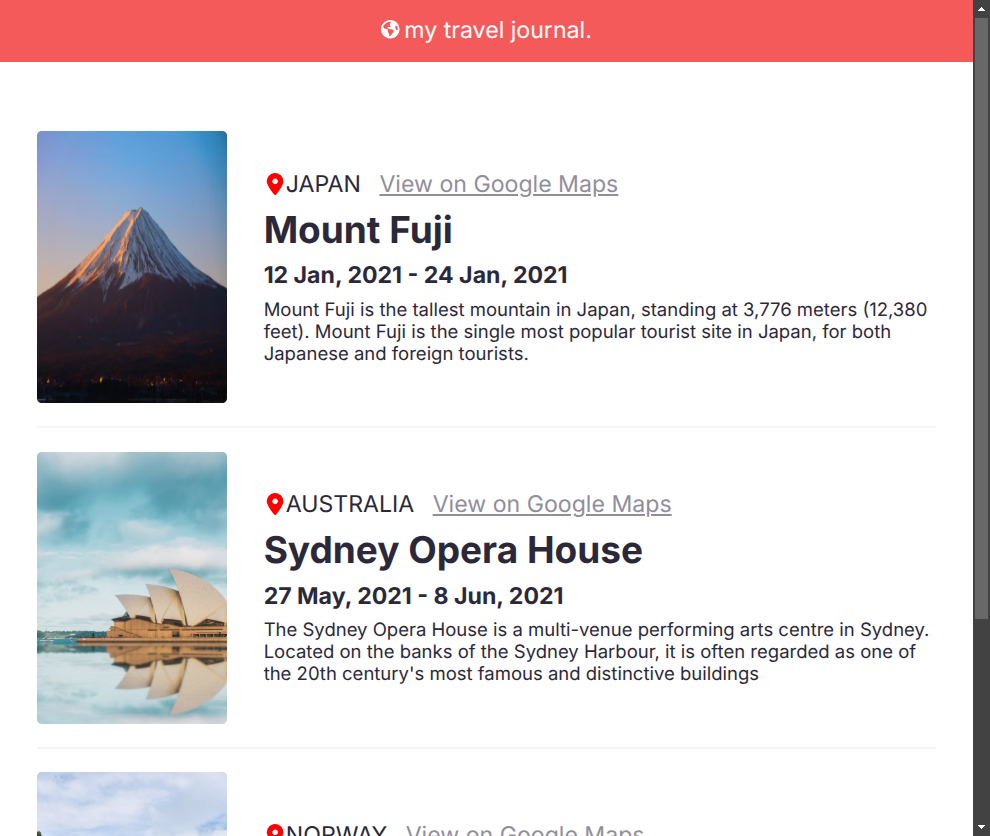 my travel journal.
JAPAN View on Google Maps
Mount Fuji
12 Jan, 2021 - 24 Jan, 2021
Mount Fuji is the tallest mountain in Japan, standing at 3,776 meters (12,380
feet). Mount Fuji is the single most popular tourist site in Japan, for both
Japanese and foreign tourists.
AUSTRALIA View on Google Maps
Sydney Opera House
27 May, 2021 - 8 Jun, 2021
The Sydney Opera House is a multi-venue performing arts centre in Sydney.
Located on the banks of the Sydney Harbour, it is often regarded as one of
the 20th century's most famous and distinctive buildings
NORWAY View on Google Maps